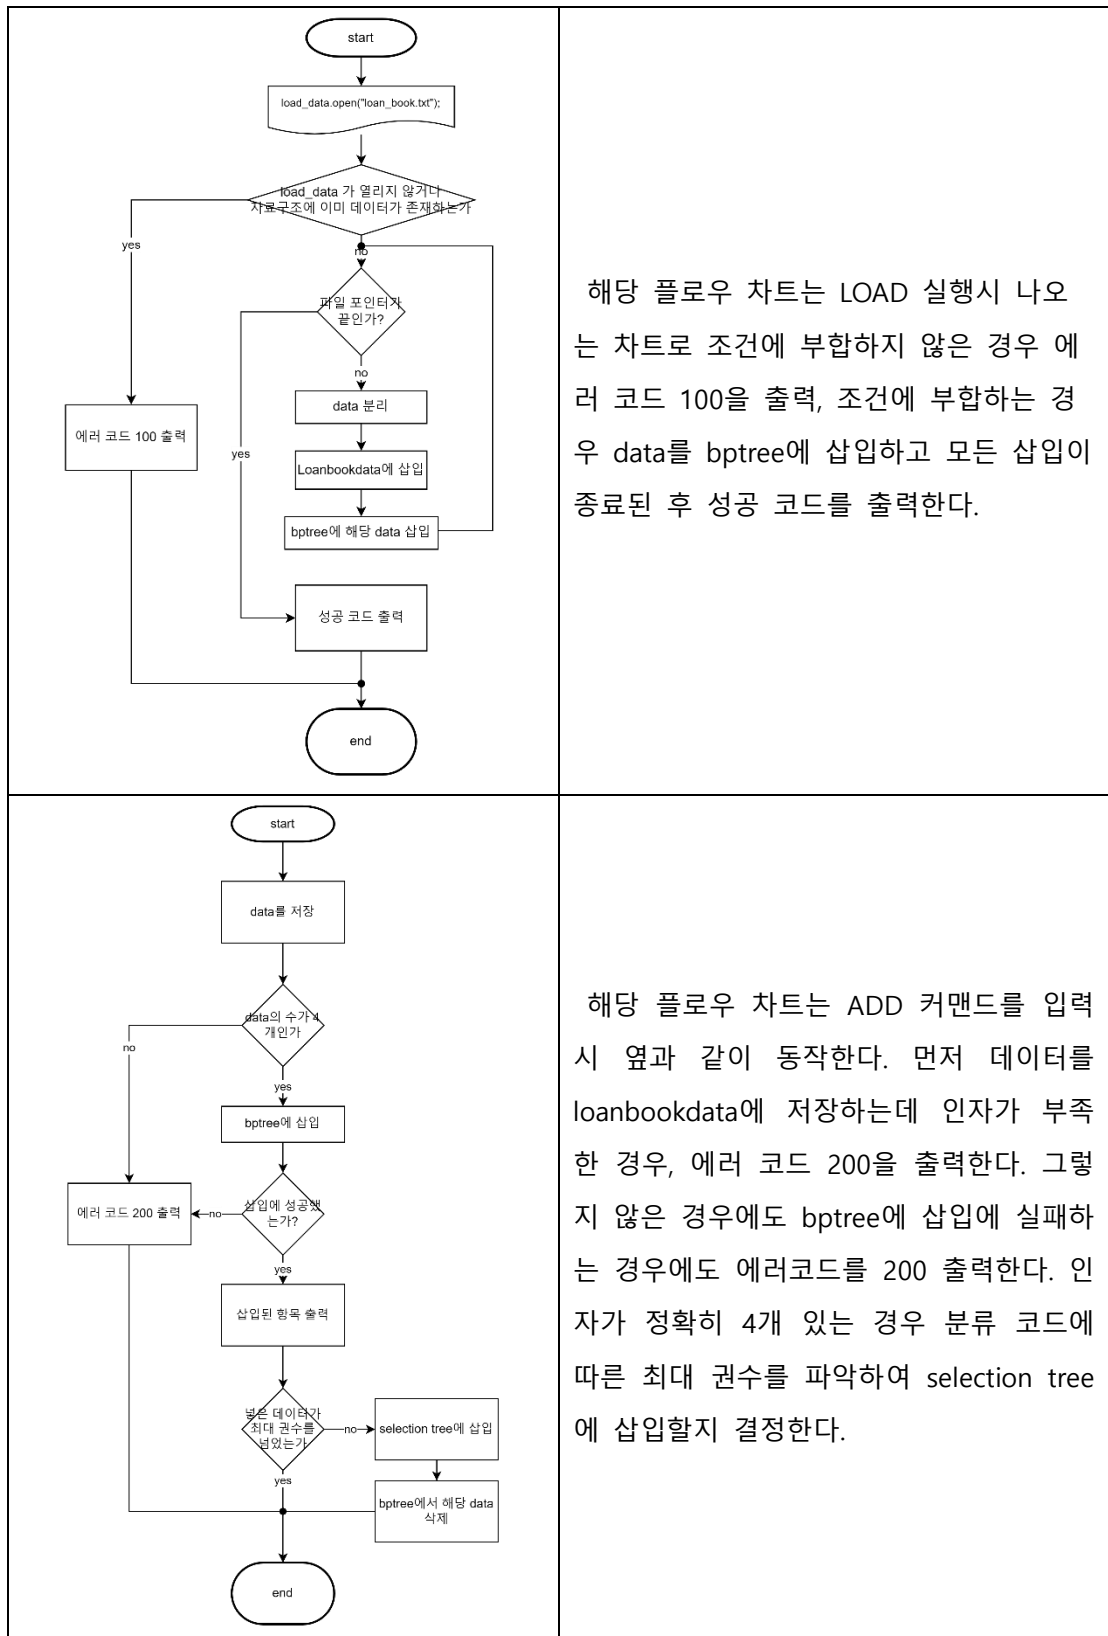 start
load_data.open("loan_book.txt");
load_data 가 열리지 않거나
자료구조에 이미 데이터가 존재하는가
yes
no
파일 포인터가
끝인가?
no
data 분리
에러 코드 100 출력
yes
Loanbookdata에 삽입
bptree에 해당 data 삽입
성공 코드 출력
end
해당 플로우 차트는 LOAD 실행시 나오
는 차트로 조건에 부합하지 않은 경우 에
러 코드 100을 출력, 조건에 부합하는 경
우 data를 bptree에 삽입하고 모든 삽입이
종료된 후 성공 코드를 출력한다.
start
data를 저장
data의 수가 4
개인가
no
yes
bptree에 삽입
에러 코드 200 출력
no
삽입에 성공했
는가?
yes
삽입된 항목 출력
넣은 데이터가
최대 권수를
넘었는가
no
selection tree에 삽입
yes
bptree에서 해당 data
삭제
end
해당 플로우 차트는 ADD 커맨드를 입력
시 옆과 같이 동작한다. 먼저 데이터를
loanbookdata에 저장하는데 인자가 부족
한 경우, 에러 코드 200을 출력한다. 그렇
지 않은 경우에도 bptree에 삽입에 실패하
는 경우에도 에러코드를 200 출력한다. 인
자가 정확히 4개 있는 경우 분류 코드에
따른 최대 권수를 파악하여 selection tree
에 삽입할지 결정한다.